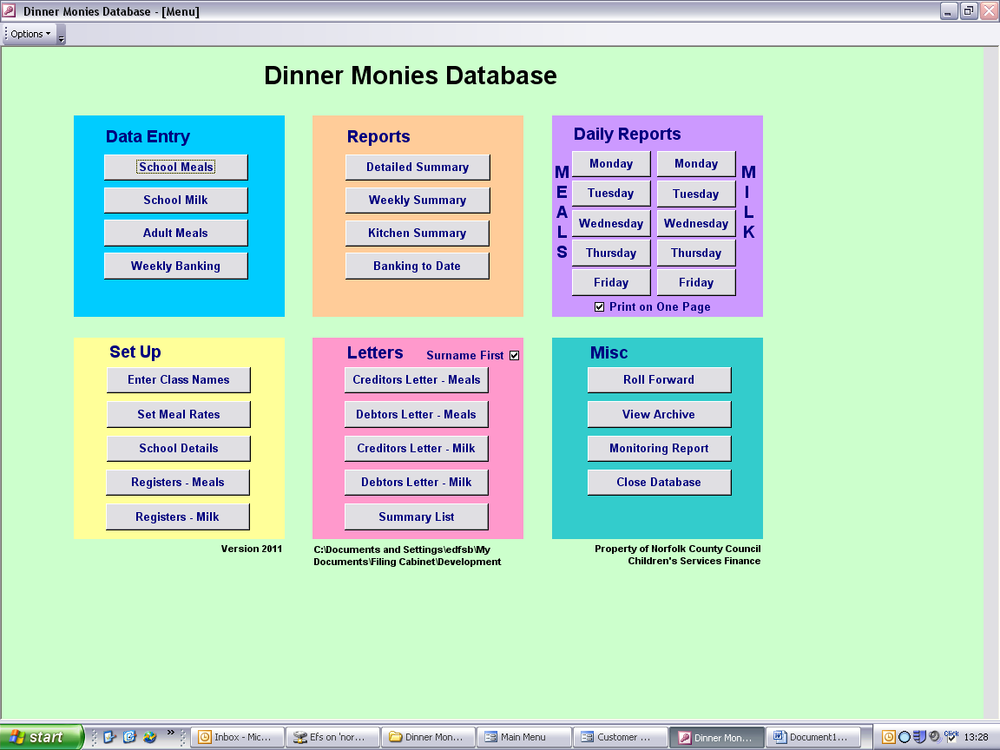 Dinner Monies Database - [Menu]
Options
Dinner Monies Database
Data Entry
School Meals
School Milk
Adult Meals
Weekly Banking
Reports
Detailed Summary
Weekly Summary
Kitchen Summary
Banking to Date
Daily Reports
MEALS
Monday Monday
Tuesday Tuesday
Wednesday Wednesday
Thursday Thursday
Friday Friday
MILK
Print on One Page
Set Up
Enter Class Names
Set Meal Rates
School Details
Registers - Meals
Registers - Milk
Letters Surname First
Creditors Letter - Meals
Debtors Letter - Meals
Creditors Letter - Milk
Debtors Letter - Milk
Summary List
Misc
Roll Forward
View Archive
Monitoring Report
Close Database
Version 2011
C:\Documents and Settings\edfsb\My
Documents\Filing Cabinet\Development
Property of Norfolk County Council
Children's Services Finance
start » Inbox - Mic... Efs on 'nor... Dinner Mon... Main Menu Customer ... Dinner Mon... Document1... Click 13:28